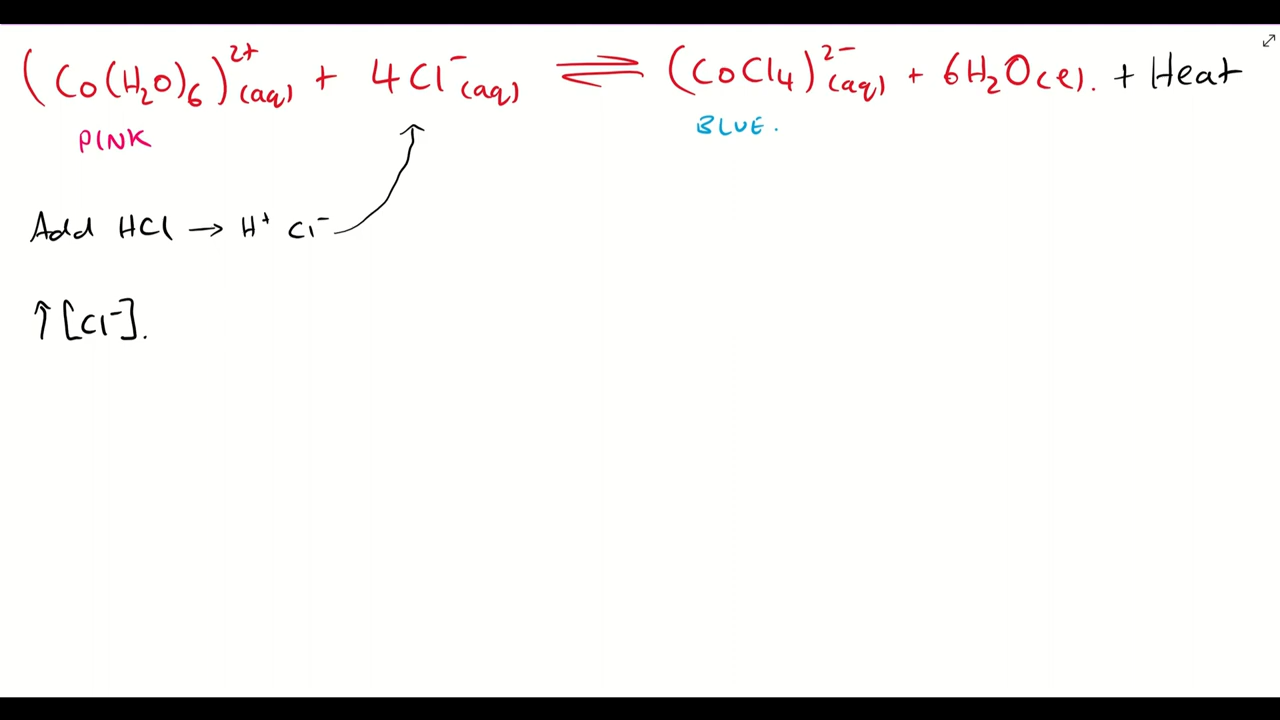 (Co(H₂O)₆)²⁺(aq) + 4Cl⁻(aq) ⇌ (CoCl₄)²⁻(aq) + 6H₂O(l). + Heat
PINK BLUE.
Add HCl → H⁺ Cl⁻
↑ [Cl⁻].